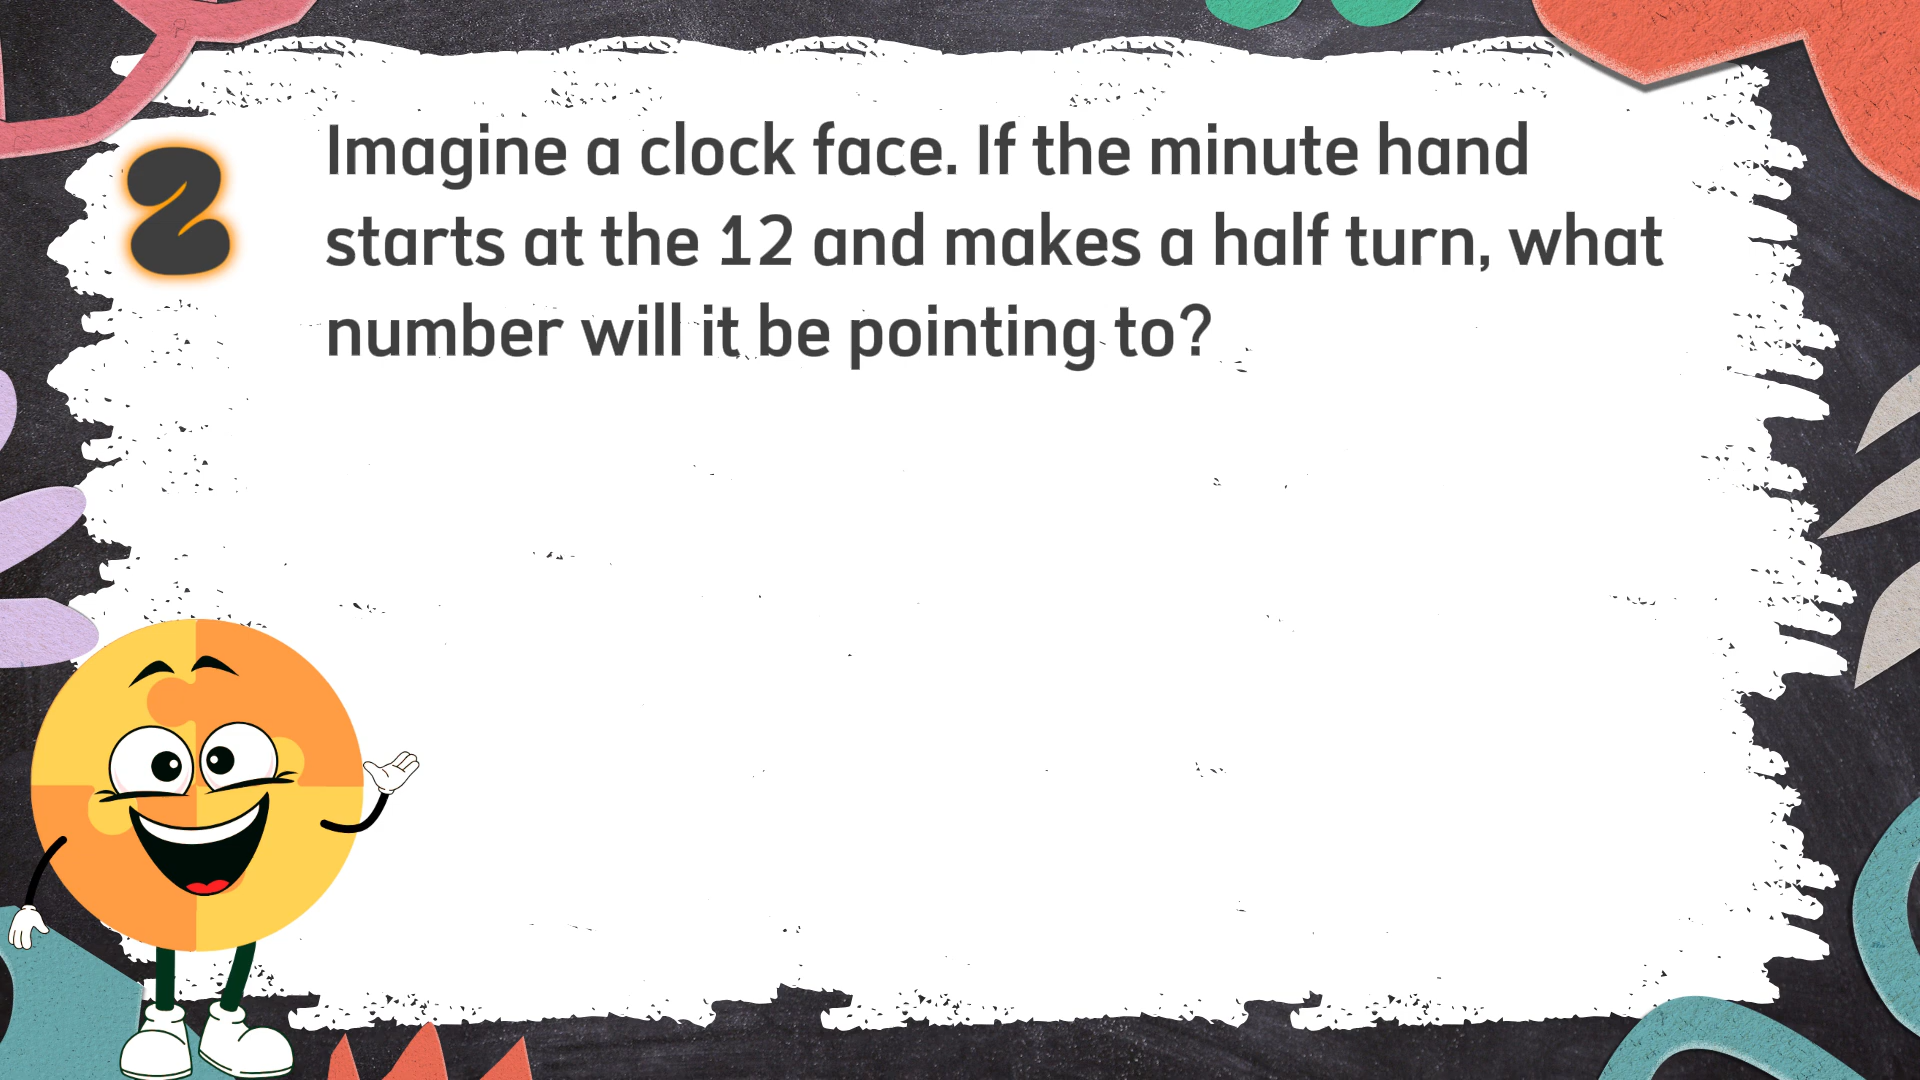 2
Imagine a clock face. If the minute hand
starts at the 12 and makes a half turn, what
number will it be pointing to?